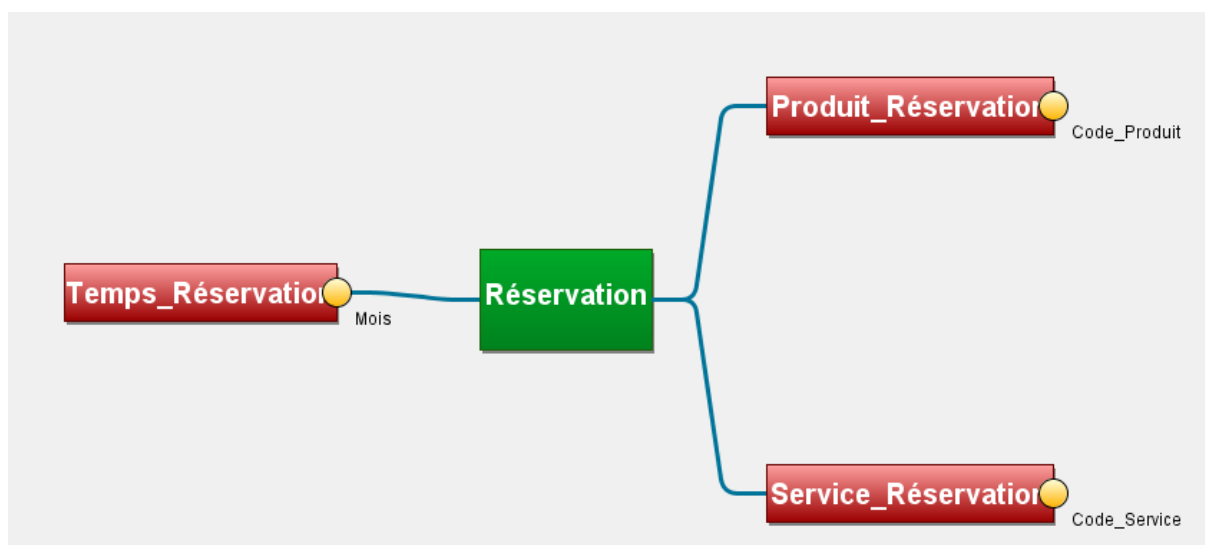 Produit_Réservation
Code_Produit
Temps_Réservation
Mois
Réservation
Service_Réservation
Code_Service